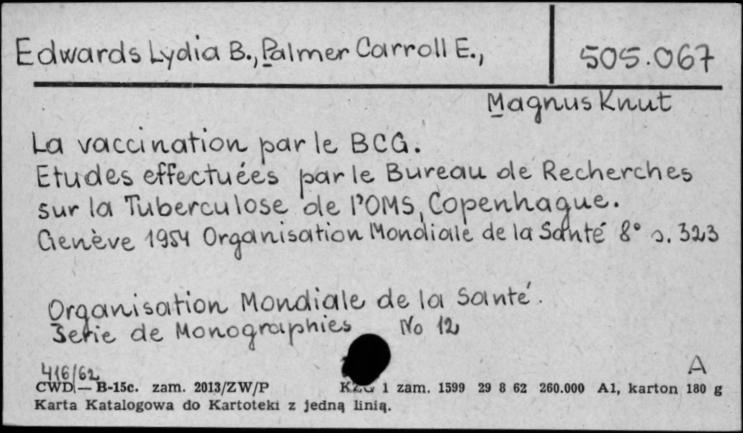 Edwards Lydia B., Palmer Carroll E.,
505.067
Magnus Knut
La vaccination par le BCG.
Etudes effectuées par le Bureau de Recherches
sur la Tuberculose de l'OMS, Copenhague.
Genève 1954 Organisation Mondiale de la Santé 8° s. 323
Organisation Mondiale de la Santé.
Serie de Monographies No 12
416/62
A
CWD — B-15c. zam. 2013/ZW/P KZG 1 zam. 1599 29 8 62 260.000 A1, karton 180 g
Karta Katalogowa do Kartoteki z jedną linią.